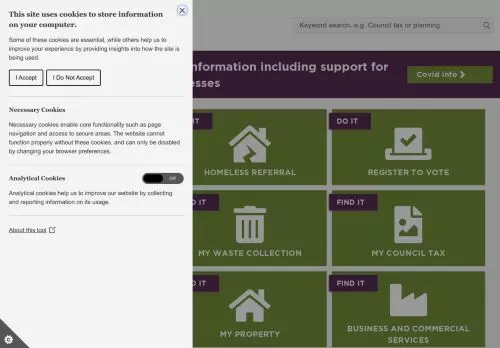 This site uses cookies to store information
on your computer.
Some of these cookies are essential, while others help us to
improve your experience by providing insights into how the site is
being used.
I Accept
I Do Not Accept
Necessary Cookies
Necessary cookies enable core functionality such as page
navigation and access to secure areas. The website cannot
function properly without these cookies, and can only be disabled
by changing your browser preferences.
Analytical Cookies
Off
Analytical cookies help us to improve our website by collecting
and reporting information on its usage.
About this tool
Keyword search, e.g. Council tax or planning
nformation including support for
esses
Covid info
IT
HOMELESS REFERRAL
DO IT
REGISTER TO VOTE
D IT
MY WASTE COLLECTION
FIND IT
MY COUNCIL TAX
D IT
MY PROPERTY
FIND IT
BUSINESS AND COMMERCIAL
SERVICES